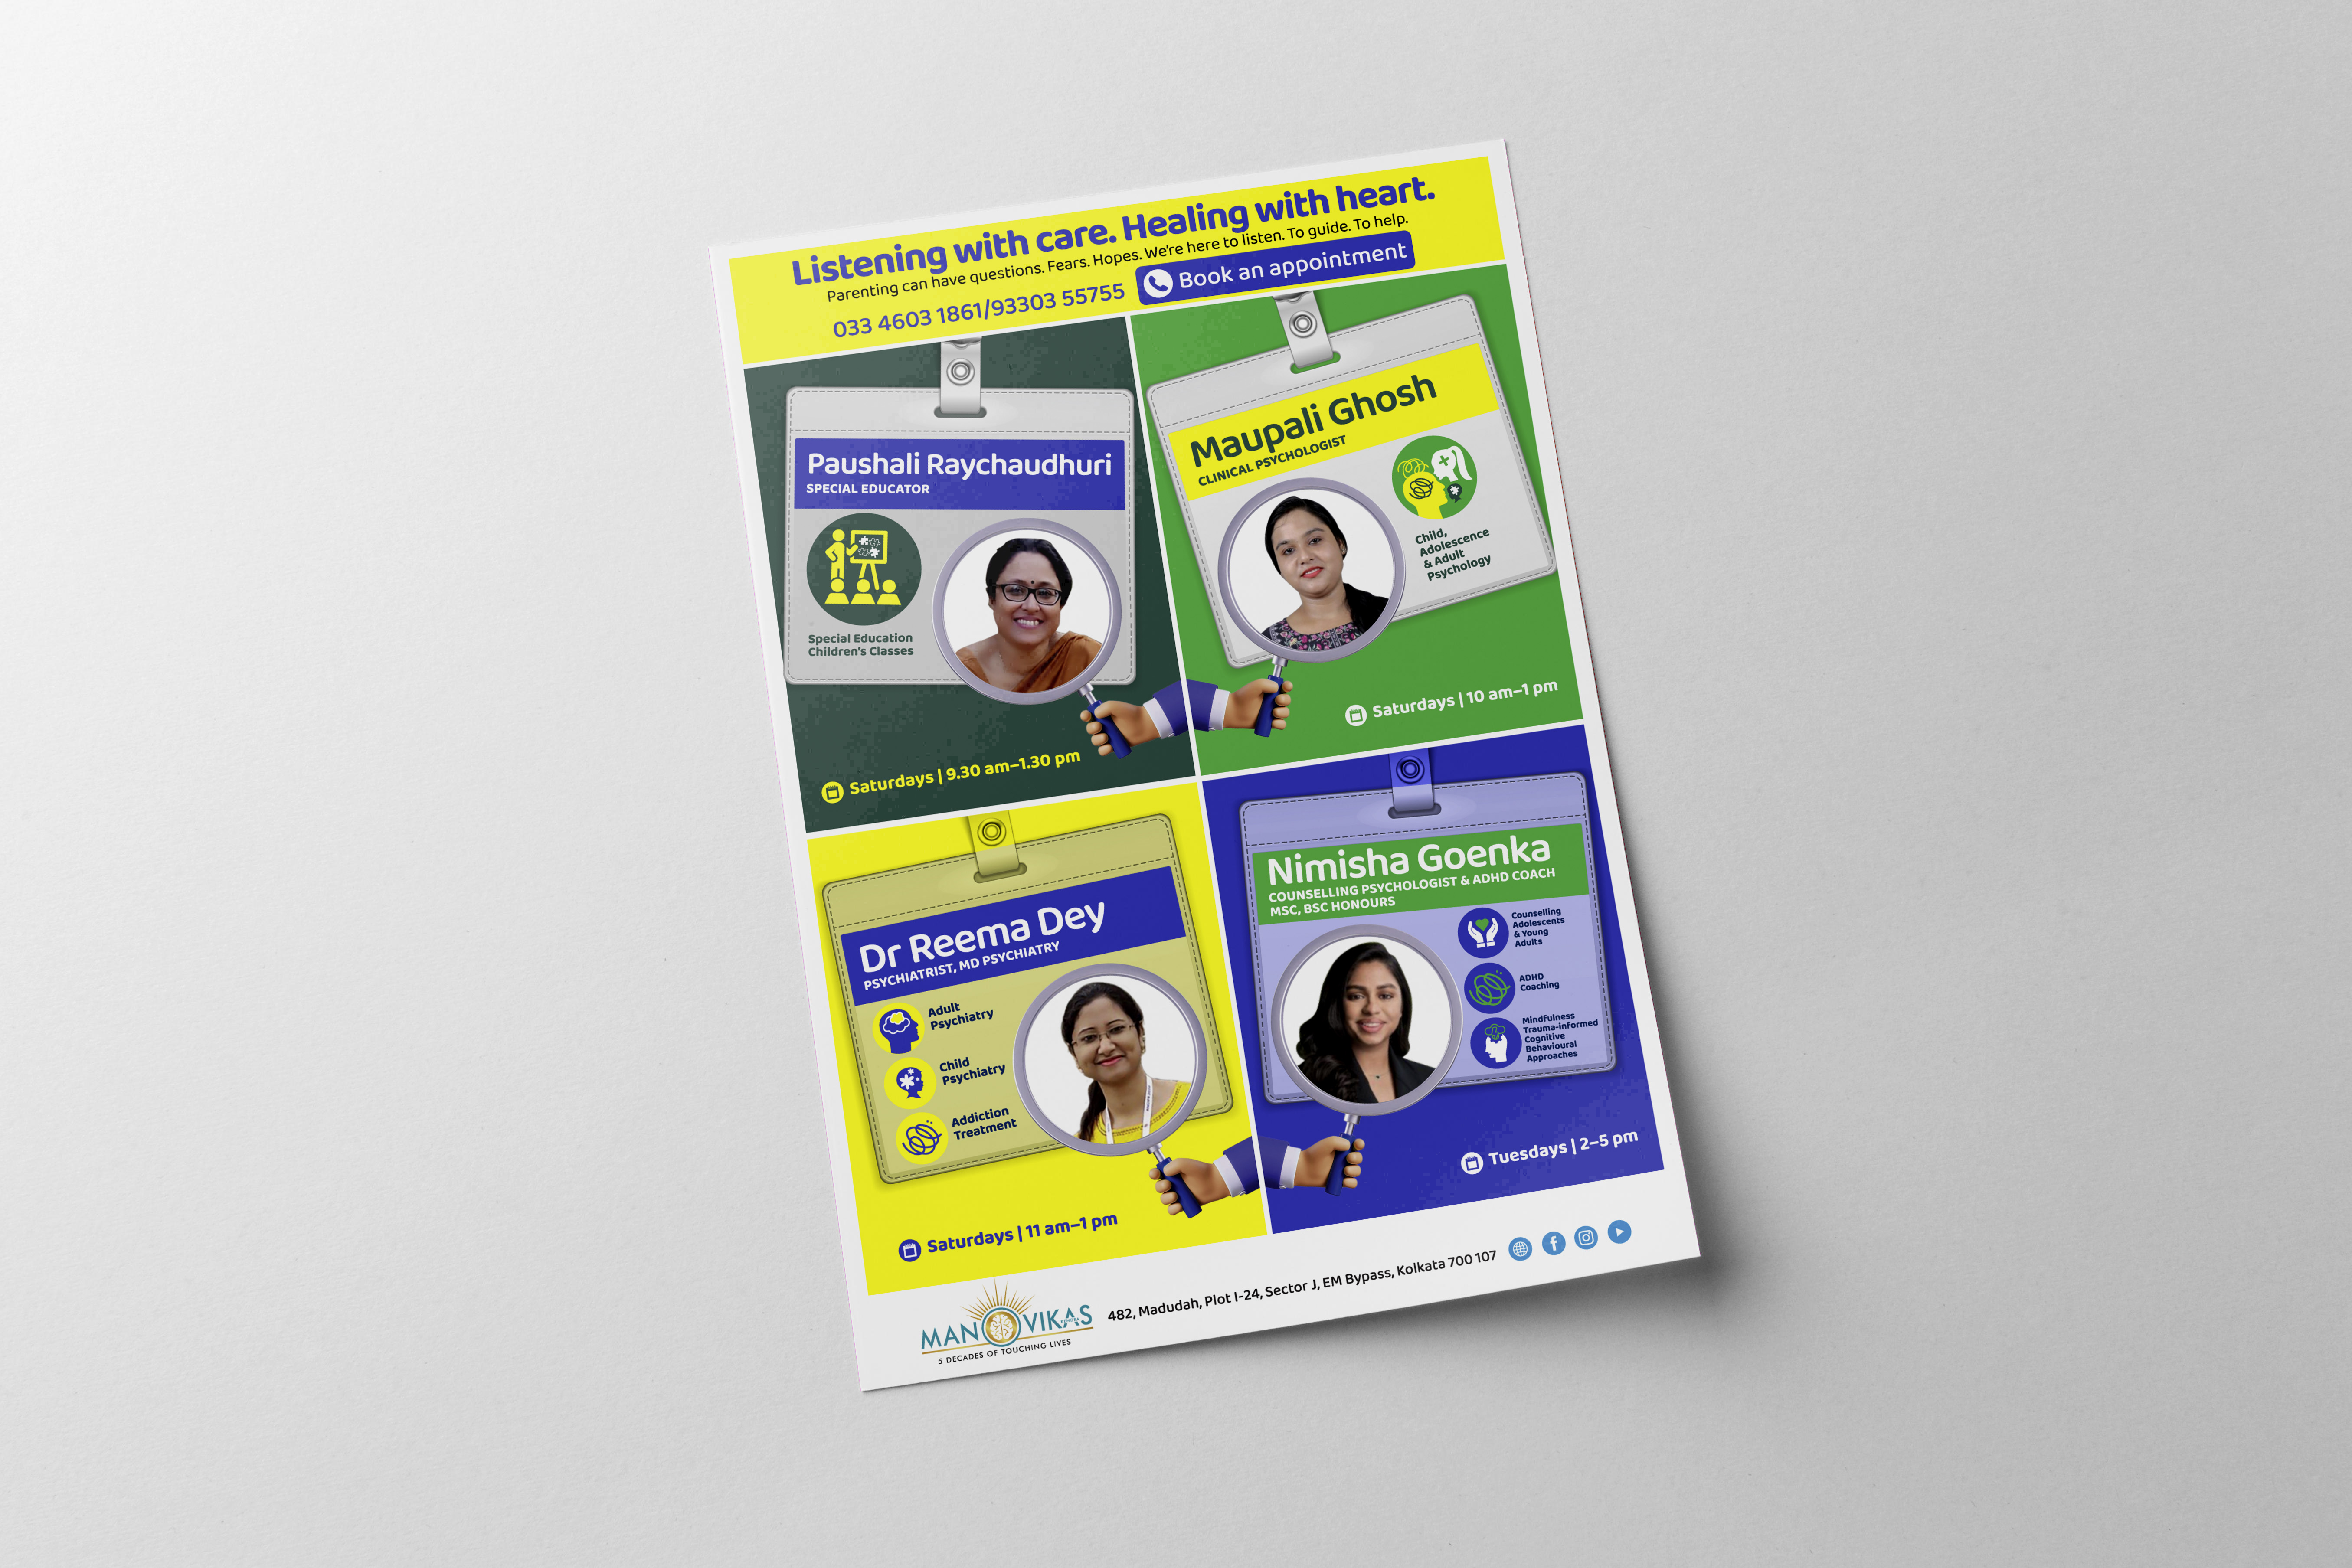 Listening with care. Healing with heart.
Parenting can have questions. Fears. Hopes. We're here to listen. To guide. To help.
033 4603 1861/93303 55755
Book an appointment
Paushali Raychaudhuri
SPECIAL EDUCATOR
Special Education
Children's Classes
Saturdays | 9.30 am–1.30 pm
Maupali Ghosh
CLINICAL PSYCHOLOGIST
Child,
Adolescence
& Adult
Psychology
Saturdays | 10 am–1 pm
Dr Reema Dey
PSYCHIATRIST, MD PSYCHIATRY
Adult
Psychiatry
Child
Psychiatry
Addiction
Treatment
Saturdays | 11 am–1 pm
Nimisha Goenka
COUNSELLING PSYCHOLOGIST & ADHD COACH
MSC, BSC HONOURS
Counselling
Adolescents
& Young
Adults
ADHD
Coaching
Mindfulness
Trauma-informed
Cognitive
Behavioural
Approaches
Tuesdays | 2–5 pm
MANOVIKAS
5 DECADES OF TOUCHING LIVES
482, Madudah, Plot I-24, Sector J, EM Bypass, Kolkata 700 107